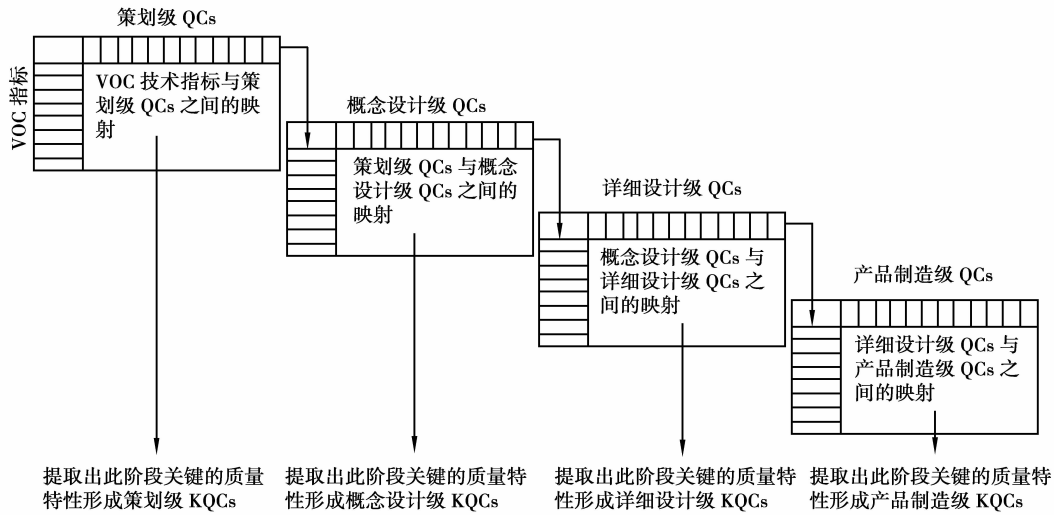 策划级 QCs
VOC 指标
VOC 技术指标与策
划级 QCs 之间的映
射
概念设计级 QCs
策划级 QCs 与概念
设计级 QCs 之间的
映射
详细设计级 QCs
概念设计级 QCs 与
详细设计级 QCs 之
间的映射
产品制造级 QCs
详细设计级 QCs 与
产品制造级 QCs 之
间的映射
提取出此阶段关键的质量
特性形成策划级 KQCs
提取出此阶段关键的质量特
性形成概念设计级 KQCs
提取出此阶段关键的质量特
性形成详细设计级 KQCs
提取出此阶段关键的质量特
性形成产品制造级 KQCs